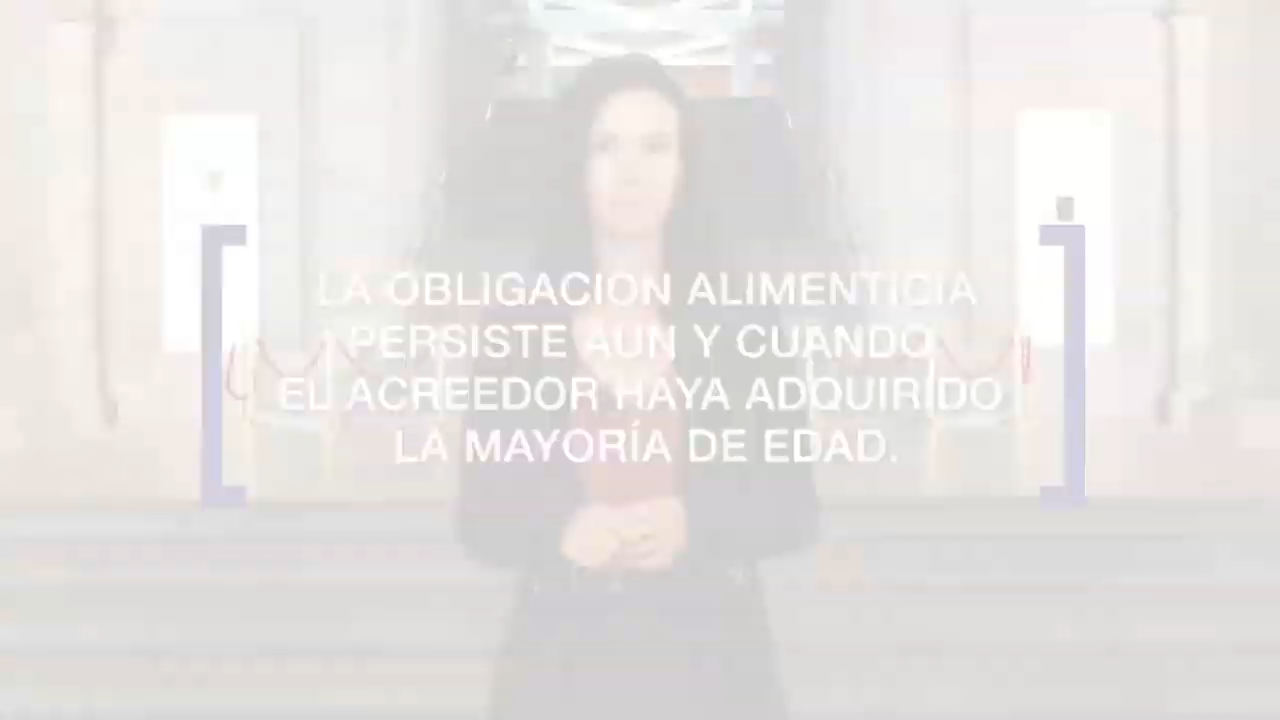 LA OBLIGACION ALIMENTICIA
PERSISTE AUN Y CUANDO
EL ACREEDOR HAYA ADQUIRIDO
LA MAYORÍA DE EDAD.